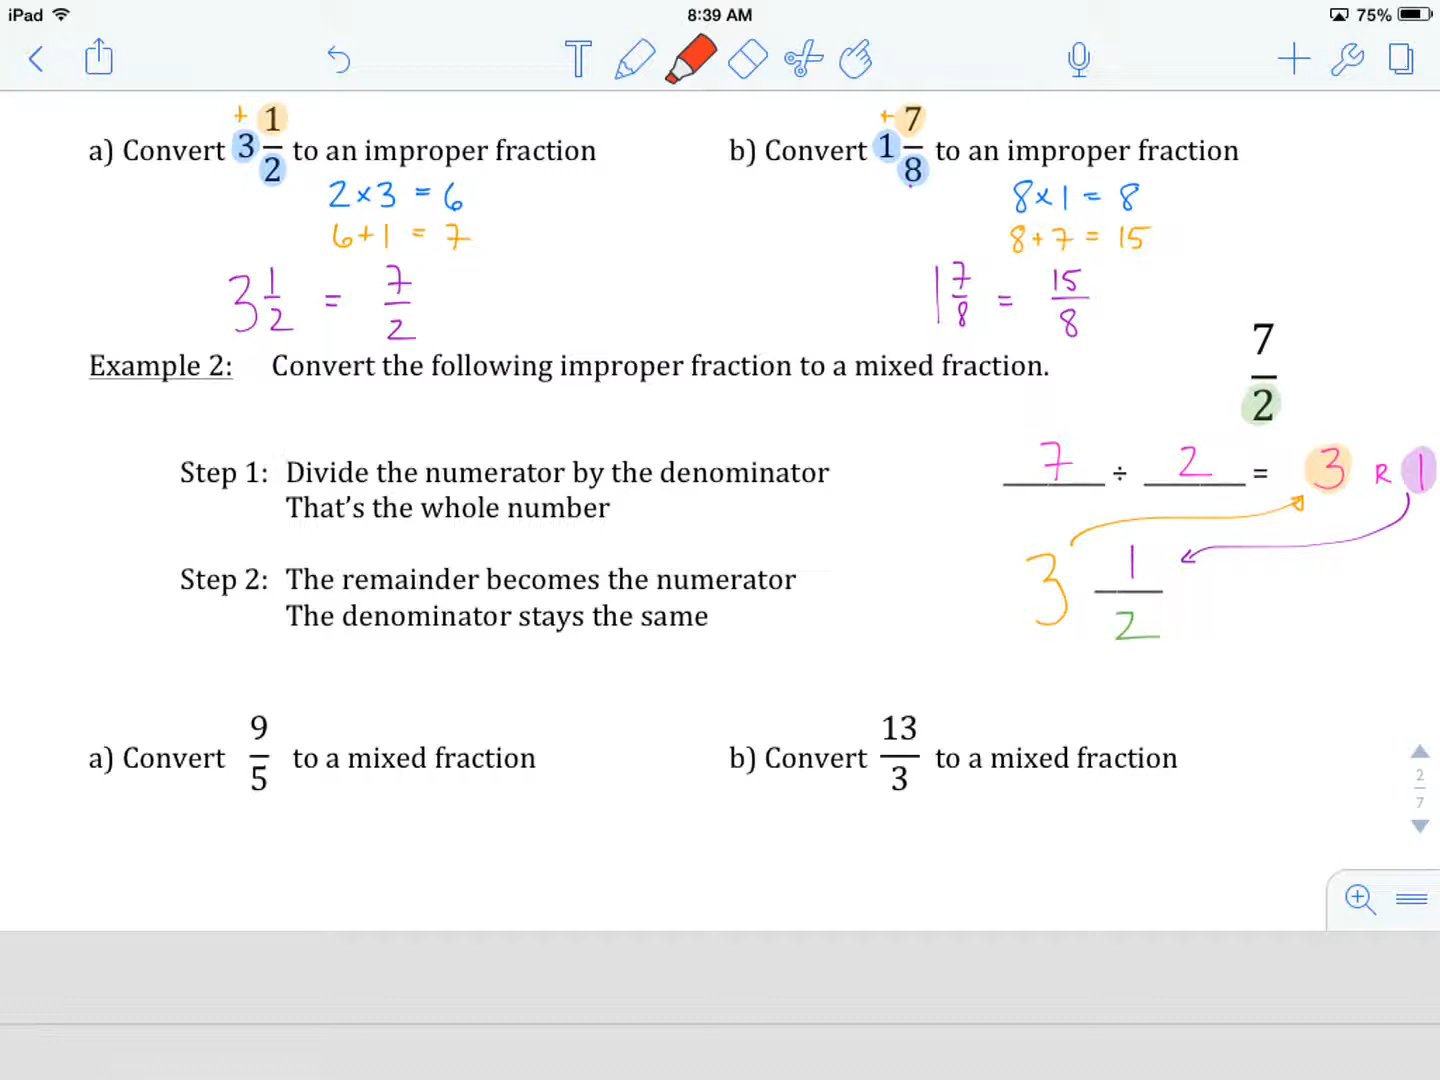 iPad 8:39 AM 75%
T
a) Convert 3 + 1/2 to an improper fraction
2 × 3 = 6
6 + 1 = 7
3 1/2 = 7/2
b) Convert 1 + 7/8 to an improper fraction
8 × 1 = 8
8 + 7 = 15
1 7/8 = 15/8
Example 2: Convert the following improper fraction to a mixed fraction. 7/2
Step 1: Divide the numerator by the denominator 7 ÷ 2 = 3 R 1
That's the whole number
Step 2: The remainder becomes the numerator 3 1/2
The denominator stays the same
a) Convert 9/5 to a mixed fraction
b) Convert 13/3 to a mixed fraction
2/7